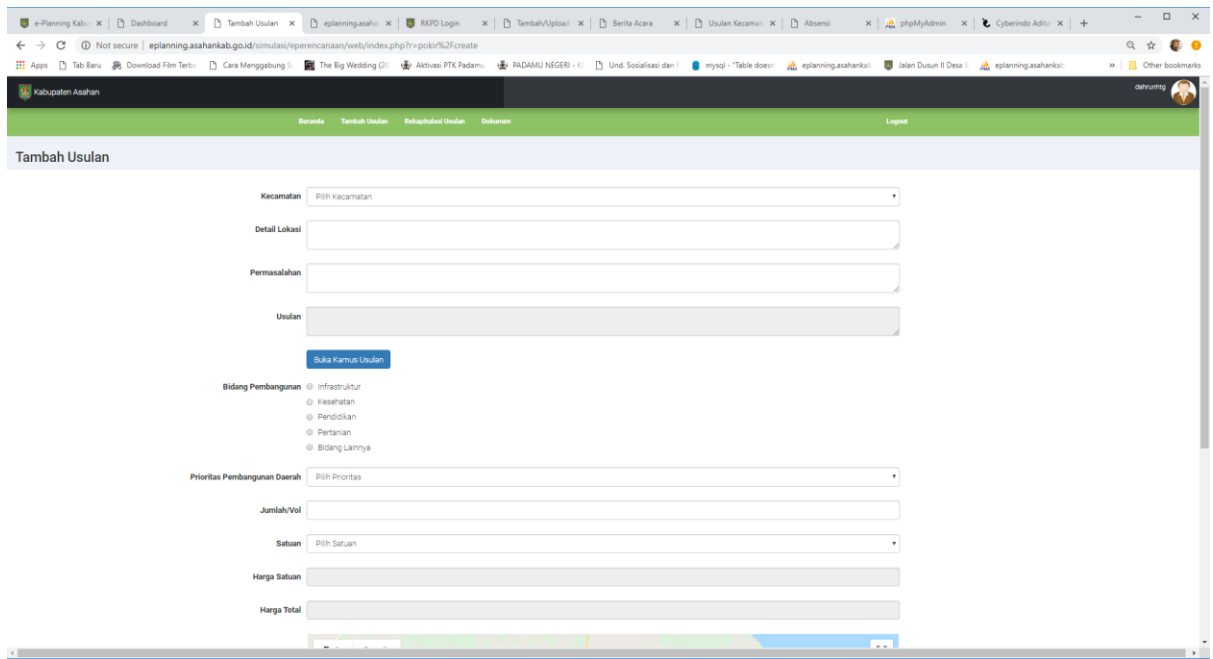 e-Planning Kabu Dashboard Tambah Usulan eplanning.asahan RKPD Login Tambah/Upload Berita Acara Usulan Kecamata Absensi phpMyAdmin Cyberindo Aditam
Not secure | eplanning.asahankab.go.id/simulasi/eperencanaan/web/index.php?r=pokir%2Fcreate
Apps Tab Baru Download Film Terba Cara Menggabung S The Big Wedding (20 Aktivasi PTK Padamu PADAMU NEGERI - Und. Sosialisasi dan mysql - "Table doesn eplanning.asahankab Jalan Dusun II Desa S eplanning.asahankab » Other bookmarks
Kabupaten Asahan
dahrunhtg
Beranda Tambah Usulan Rekapitulasi Usulan Dokumen Logout
Tambah Usulan
Kecamatan Pilih Kecamatan
Detail Lokasi
Permasalahan
Usulan
Buka Kamus Usulan
Bidang Pembangunan Infrastruktur
Kesehatan
Pendidikan
Pertanian
Bidang Lainnya
Prioritas Pembangunan Daerah Pilih Prioritas
Jumlah/Vol
Satuan Pilih Satuan
Harga Satuan
Harga Total